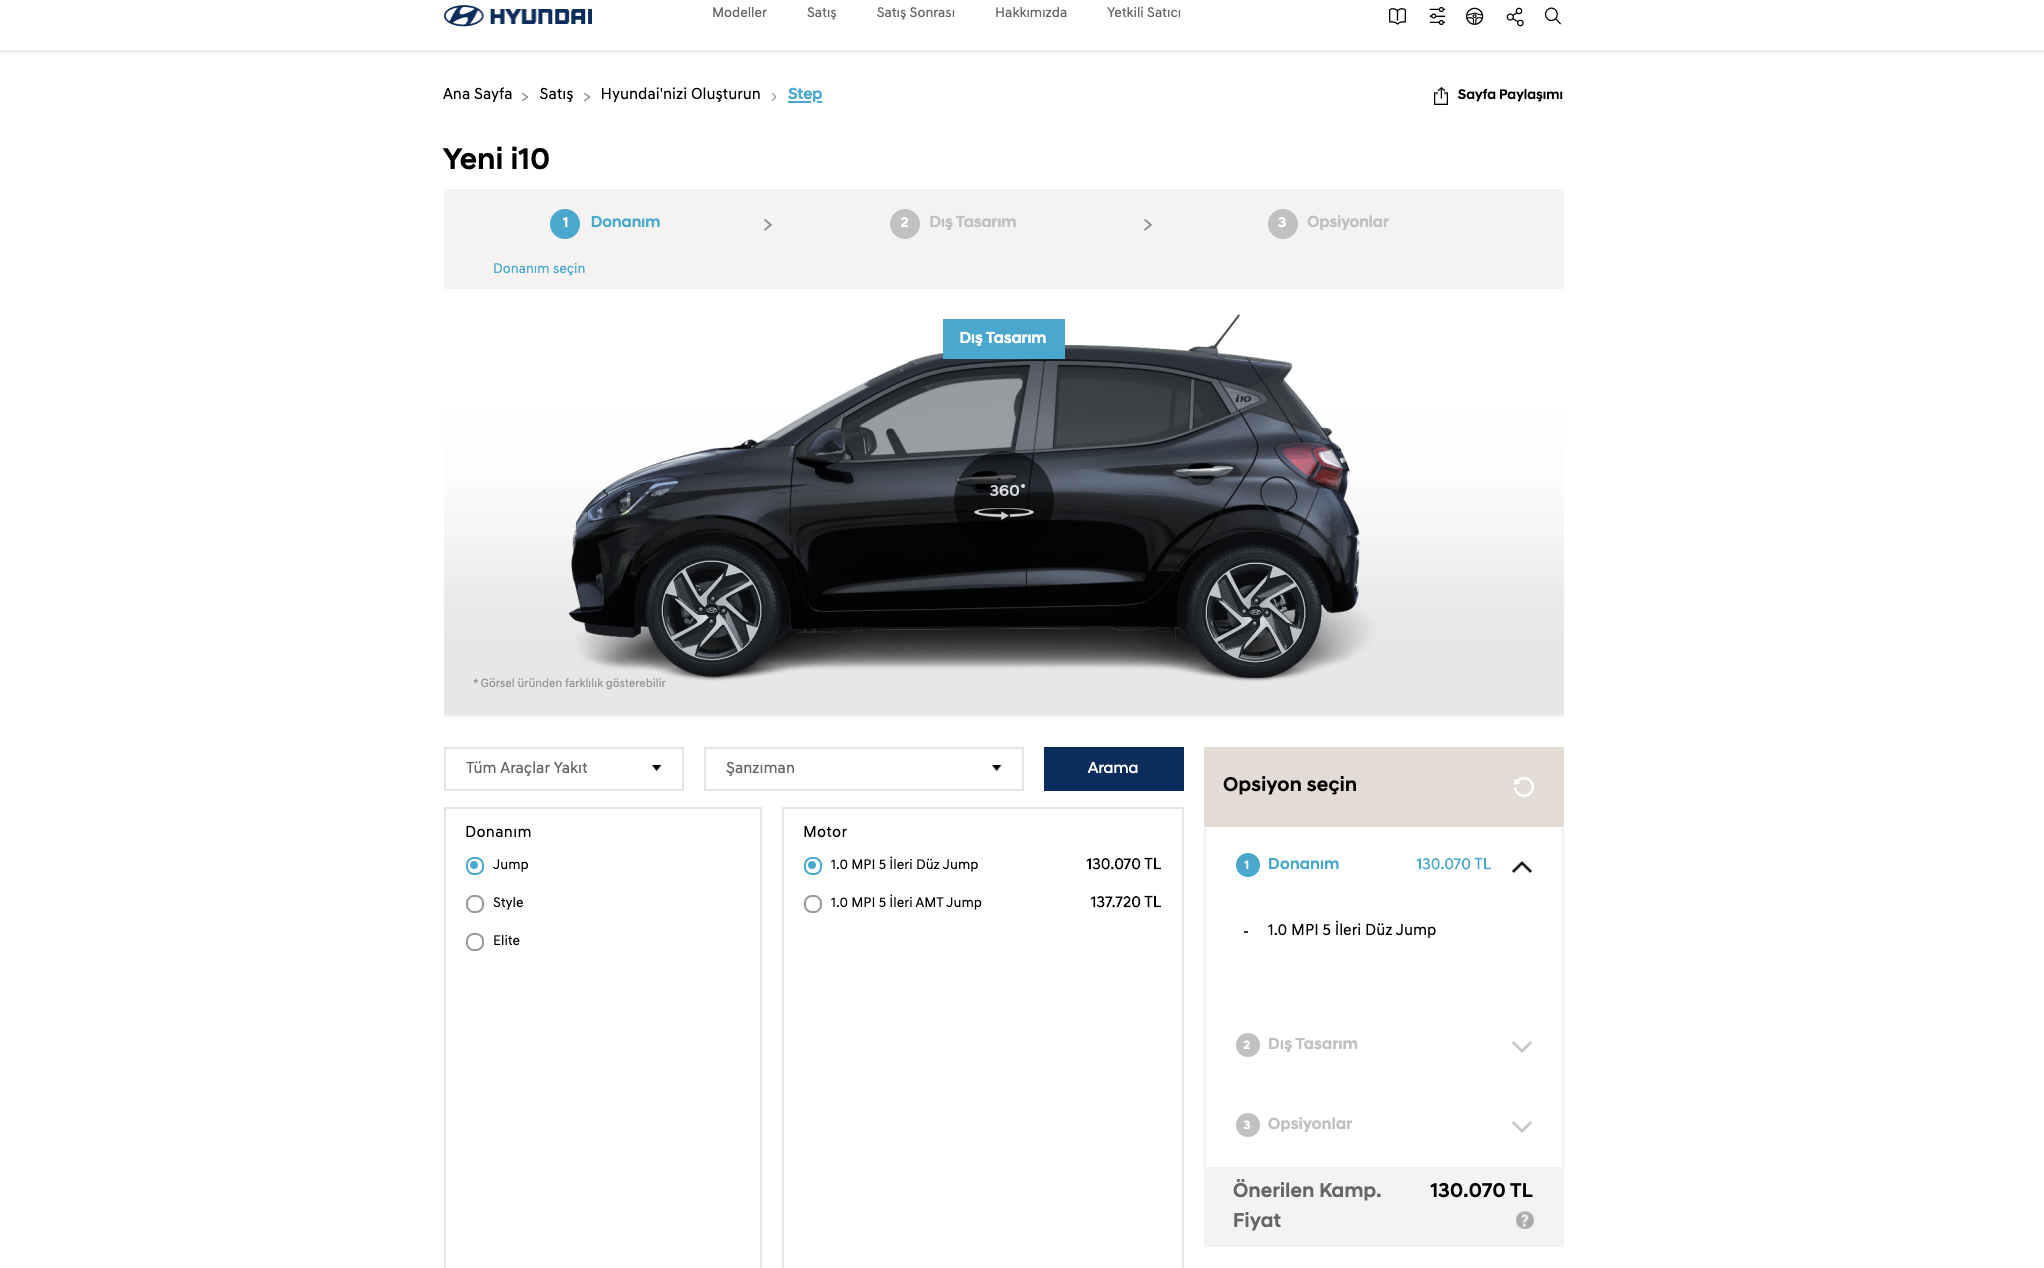 HYUNDAI
Modeller
Satış
Satış Sonrası
Hakkımızda
Yetkili Satıcı
Ana Sayfa > Satış > Hyundai'nizi Oluşturun > Step
Sayfa Paylaşımı
Yeni i10
1 Donanım > 2 Dış Tasarım > 3 Opsiyonlar
Donanım seçin
Dış Tasarım
i10
360°
* Görsel üründen farklılık gösterebilir
Tüm Araçlar Yakıt
Şanzıman
Arama
Donanım
Jump
Style
Elite
Motor
1.0 MPI 5 İleri Düz Jump 130.070 TL
1.0 MPI 5 İleri AMT Jump 137.720 TL
Opsiyon seçin
1 Donanım 130.070 TL
- 1.0 MPI 5 İleri Düz Jump
2 Dış Tasarım
3 Opsiyonlar
Önerilen Kamp. 130.070 TL
Fiyat ?